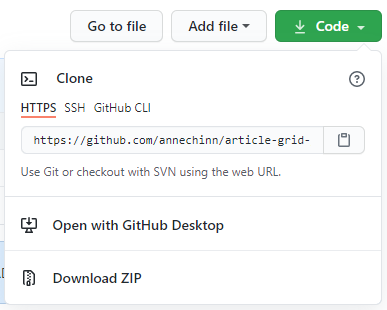 Go to file Add file Code
Clone
HTTPS SSH GitHub CLI
https://github.com/annechinn/article-grid-
Use Git or checkout with SVN using the web URL.
Open with GitHub Desktop
Download ZIP